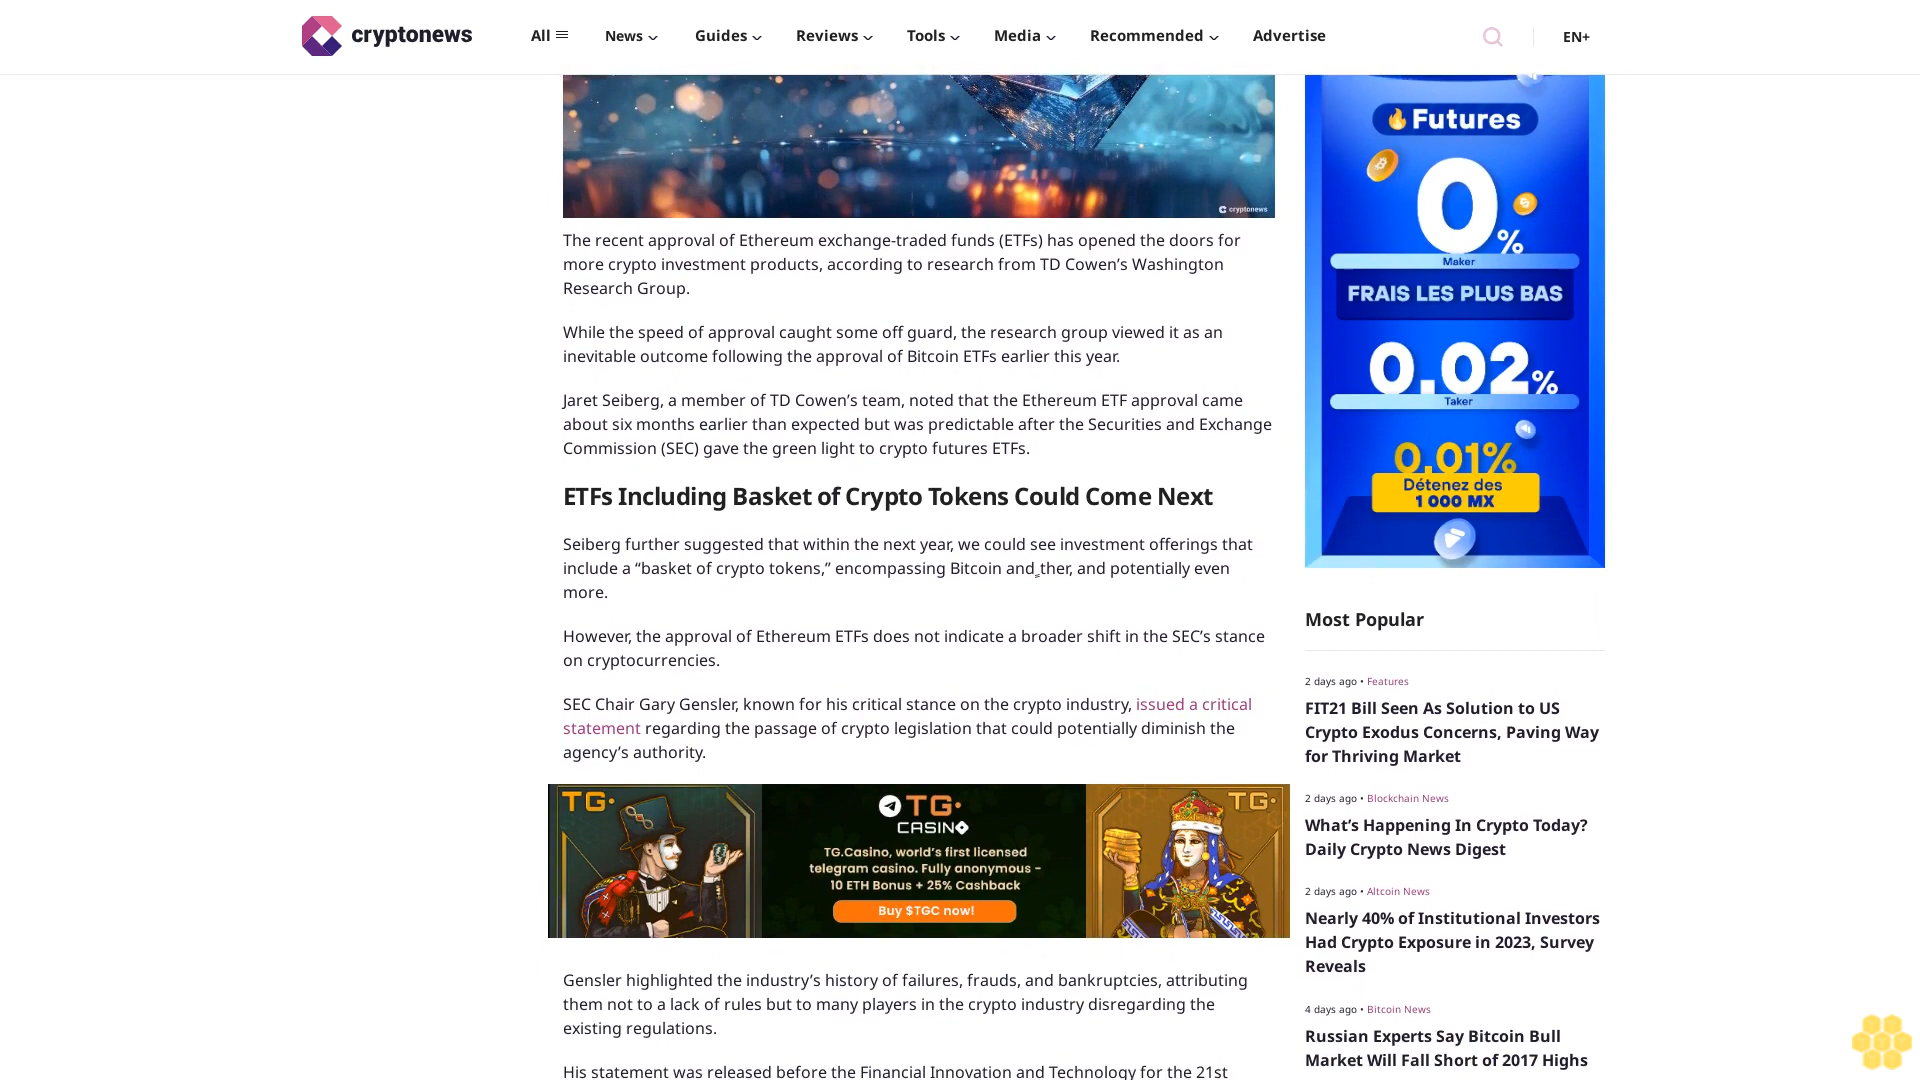 cryptonews
All
News
Guides
Reviews
Tools
Media
Recommended
Advertise
EN+
cryptonews
The recent approval of Ethereum exchange-traded funds (ETFs) has opened the doors for
more crypto investment products, according to research from TD Cowen’s Washington
Research Group.
While the speed of approval caught some off guard, the research group viewed it as an
inevitable outcome following the approval of Bitcoin ETFs earlier this year.
Jaret Seiberg, a member of TD Cowen’s team, noted that the Ethereum ETF approval came
about six months earlier than expected but was predictable after the Securities and Exchange
Commission (SEC) gave the green light to crypto futures ETFs.
ETFs Including Basket of Crypto Tokens Could Come Next
Seiberg further suggested that within the next year, we could see investment offerings that
include a “basket of crypto tokens,” encompassing Bitcoin and ther, and potentially even
more.
However, the approval of Ethereum ETFs does not indicate a broader shift in the SEC’s stance
on cryptocurrencies.
SEC Chair Gary Gensler, known for his critical stance on the crypto industry, issued a critical
statement regarding the passage of crypto legislation that could potentially diminish the
agency’s authority.
TG.
TG.
CASINO
TG.Casino, world’s first licensed
telegram casino. Fully anonymous -
10 ETH Bonus + 25% Cashback
Buy $TGC now!
TG.
Gensler highlighted the industry’s history of failures, frauds, and bankruptcies, attributing
them not to a lack of rules but to many players in the crypto industry disregarding the
existing regulations.
His statement was released before the Financial Innovation and Technology for the 21st
Futures
0%
Maker
FRAIS LES PLUS BAS
0.02%
Taker
0.01%
Détenez des
1 000 MX
Most Popular
2 days ago • Features
FIT21 Bill Seen As Solution to US
Crypto Exodus Concerns, Paving Way
for Thriving Market
2 days ago • Blockchain News
What’s Happening In Crypto Today?
Daily Crypto News Digest
2 days ago • Altcoin News
Nearly 40% of Institutional Investors
Had Crypto Exposure in 2023, Survey
Reveals
4 days ago • Bitcoin News
Russian Experts Say Bitcoin Bull
Market Will Fall Short of 2017 Highs